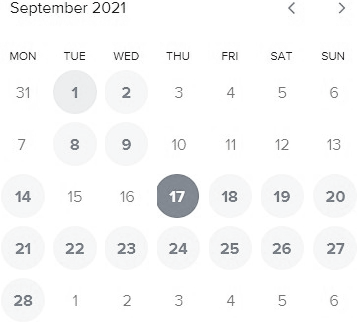 September 2021
MON TUE WED THU FRI SAT SUN
31 1 2 3 4 5 6
7 8 9 10 11 12 13
14 15 16 17 18 19 20
21 22 23 24 25 26 27
28 1 2 3 4 5 6